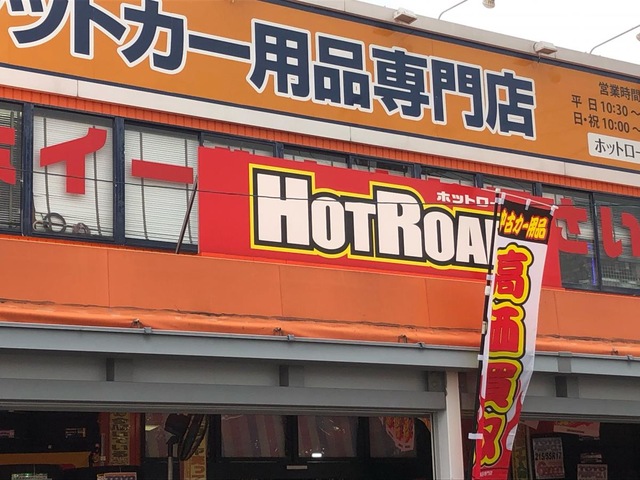 ットカー用品専門店
営業時間
平 日 10:30～
日・祝 10:00～
ホットロー
ホットロー
HOTROA
さい
中古カー用品
高価買取